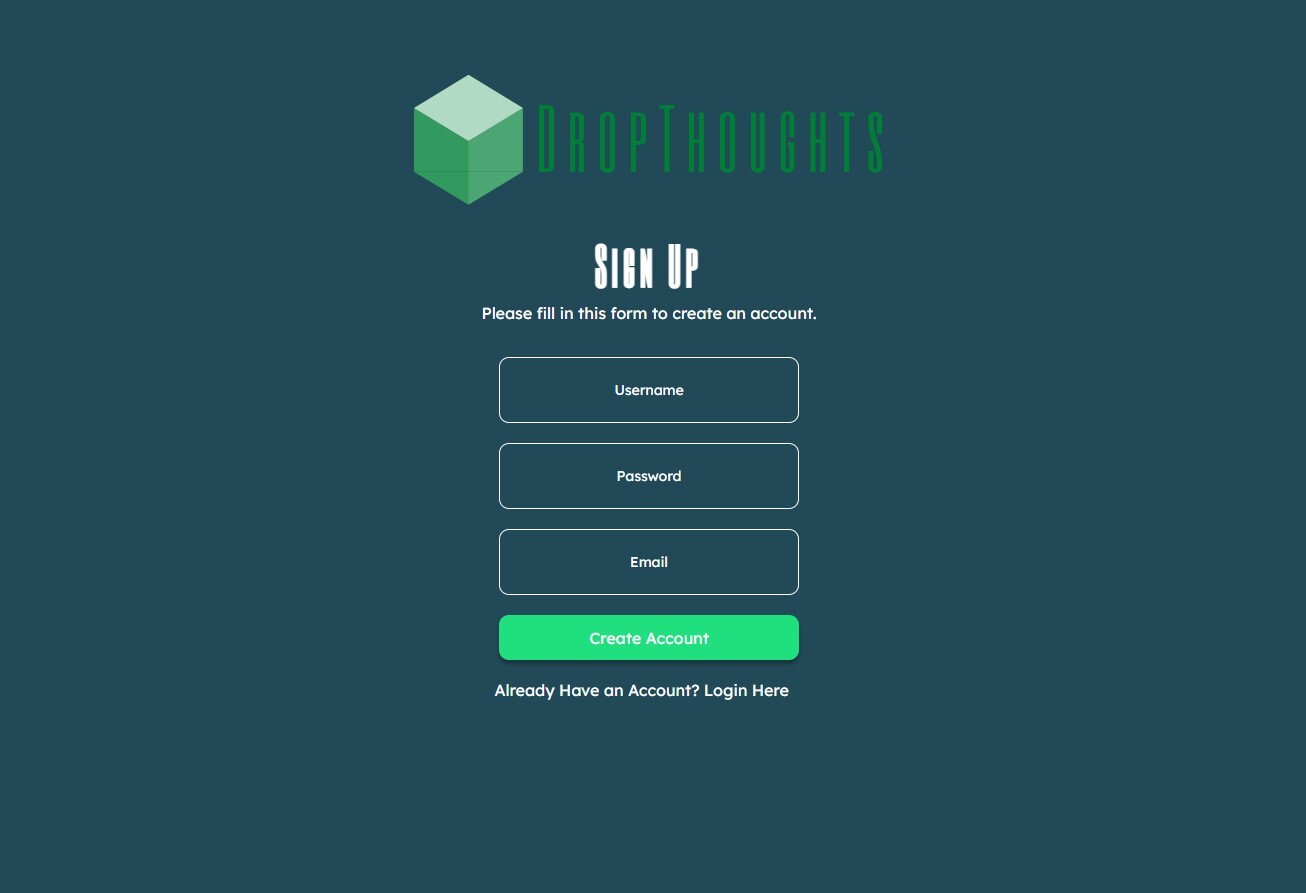 DropThoughts
Sign Up
Please fill in this form to create an account.
Username
Password
Email
Create Account
Already Have an Account? Login Here